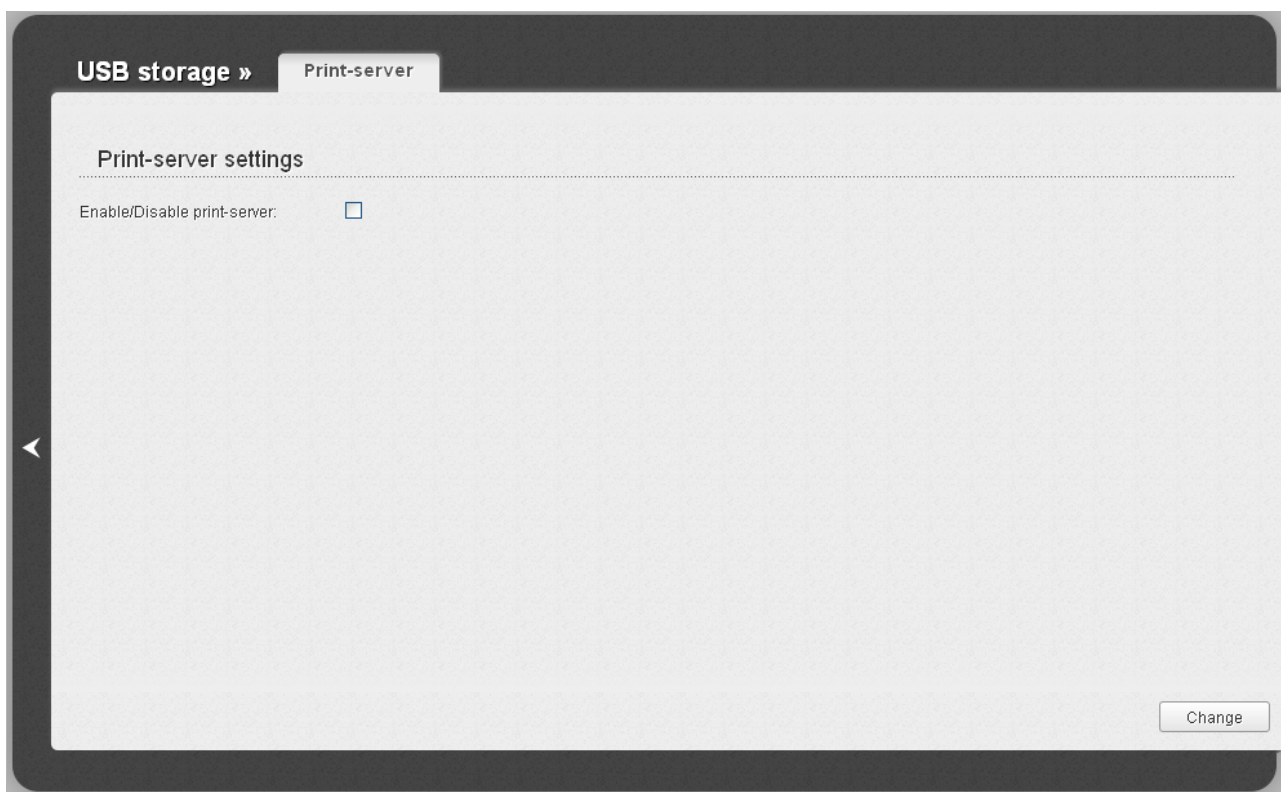 USB storage » Print-server
Print-server settings
Enable/Disable print-server:
Change